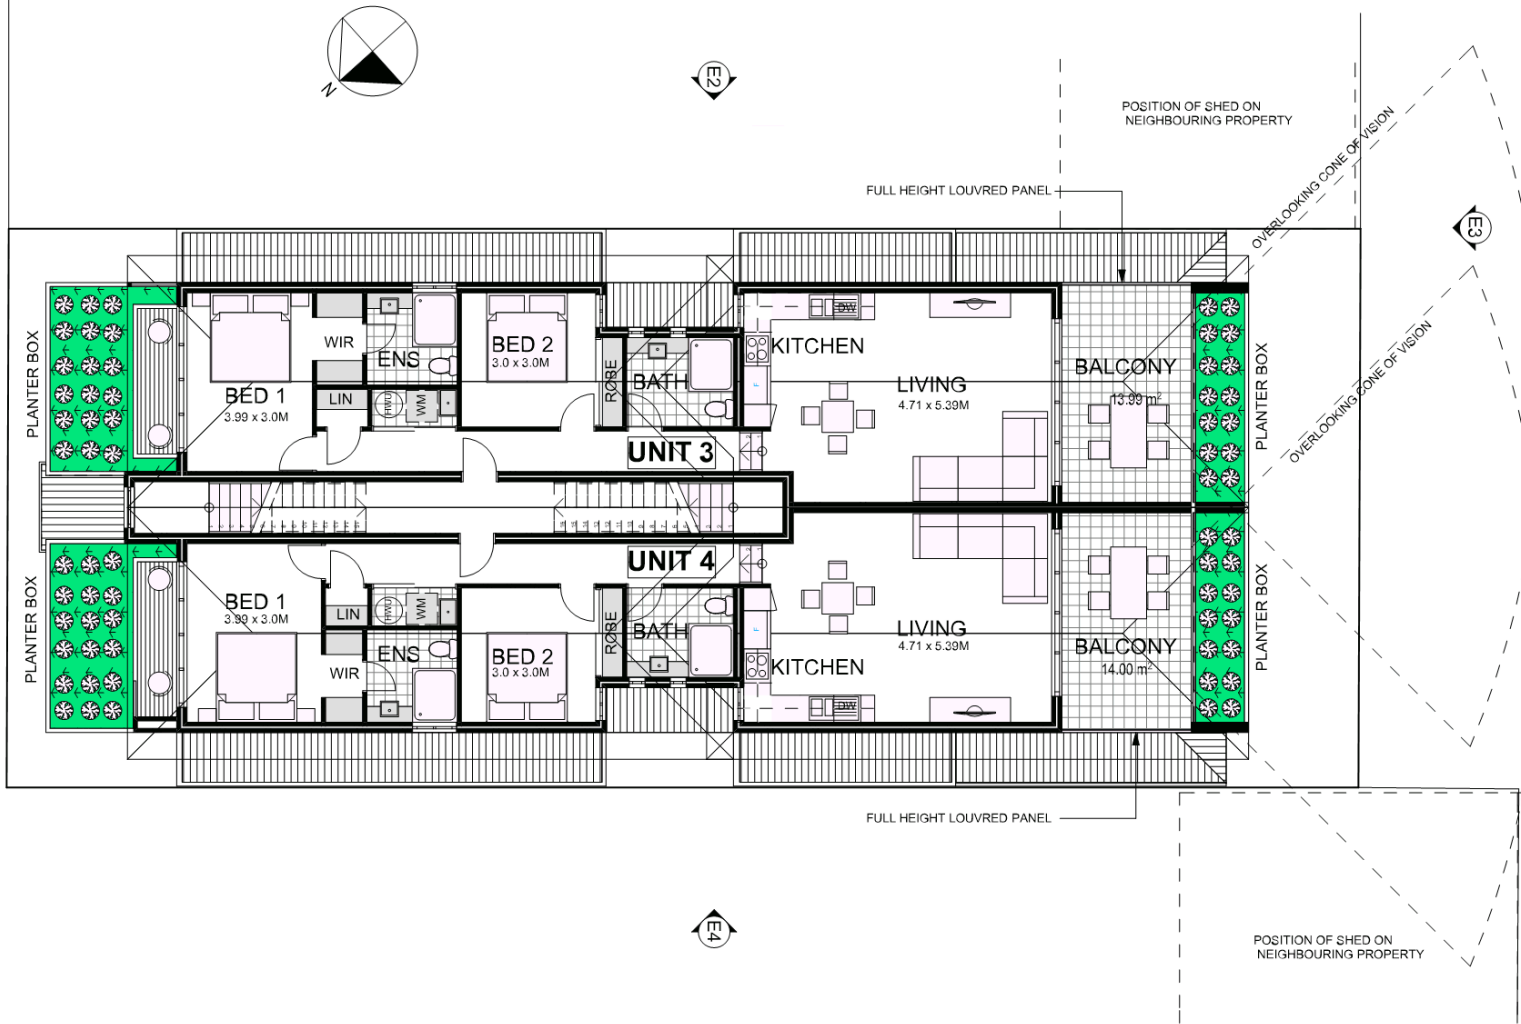 N
E2
POSITION OF SHED ON
NEIGHBOURING PROPERTY
OVERLOOKING CONE OF VISION
FULL HEIGHT LOUVRED PANEL
E3
PLANTER BOX
WIR
ENS
BED 2
3.0 x 3.0M
KITCHEN
DW
BED 1
3.99 x 3.0M
LIN
HWU
WM
ROBE
BATH
F
LIVING
4.71 x 5.39M
BALCONY
13.99 m²
PLANTER BOX
OVERLOOKING CONE OF VISION
UNIT 3
UNIT 4
PLANTER BOX
BED 1
3.99 x 3.0M
LIN
HWU
WM
ROBE
BATH
F
LIVING
4.71 x 5.39M
BALCONY
14.00 m²
PLANTER BOX
WIR
ENS
BED 2
3.0 x 3.0M
KITCHEN
DW
FULL HEIGHT LOUVRED PANEL
E4
POSITION OF SHED ON
NEIGHBOURING PROPERTY